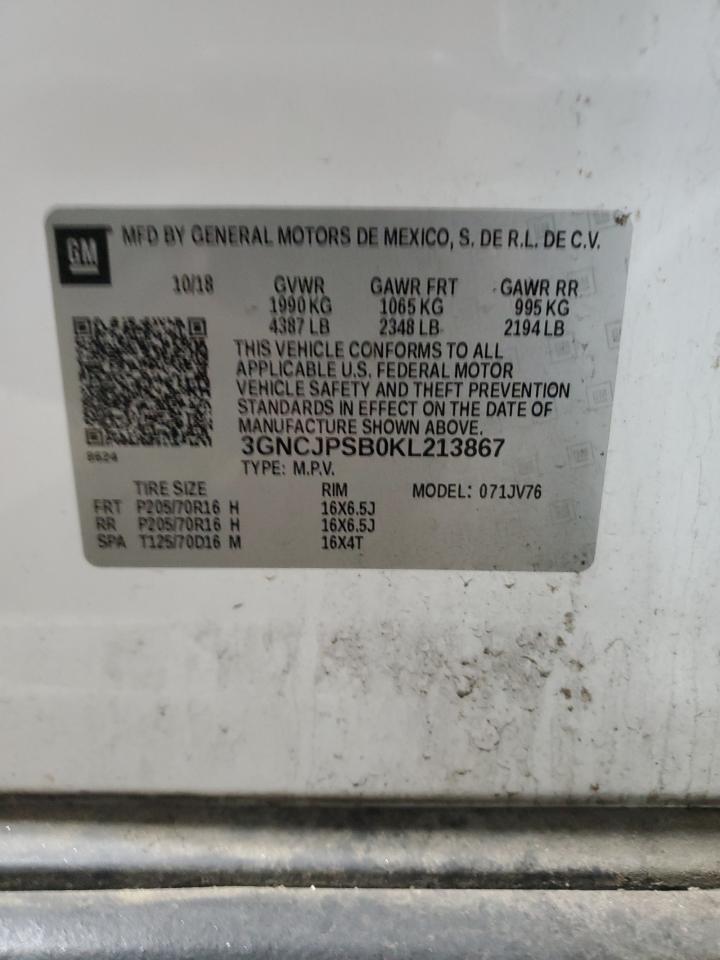 GM
MFD BY GENERAL MOTORS DE MEXICO, S. DE R.L. DE C.V.
10/18 GVWR GAWR FRT GAWR RR
1990 KG 1065 KG 995 KG
4387 LB 2348 LB 2194 LB
THIS VEHICLE CONFORMS TO ALL
APPLICABLE U.S. FEDERAL MOTOR
VEHICLE SAFETY AND THEFT PREVENTION
STANDARDS IN EFFECT ON THE DATE OF
MANUFACTURE SHOWN ABOVE.
3GNCJPSB0KL213867
8624
TYPE: M.P.V.
TIRE SIZE RIM MODEL: 071JV76
FRT P205/70R16 H 16X6.5J
RR P205/70R16 H 16X6.5J
SPA T125/70D16 M 16X4T